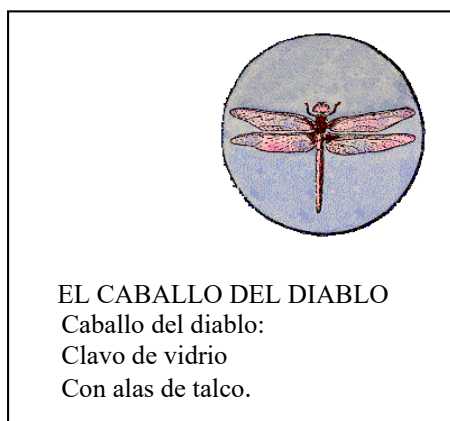 EL CABALLO DEL DIABLO
Caballo del diablo:
Clavo de vidrio
Con alas de talco.